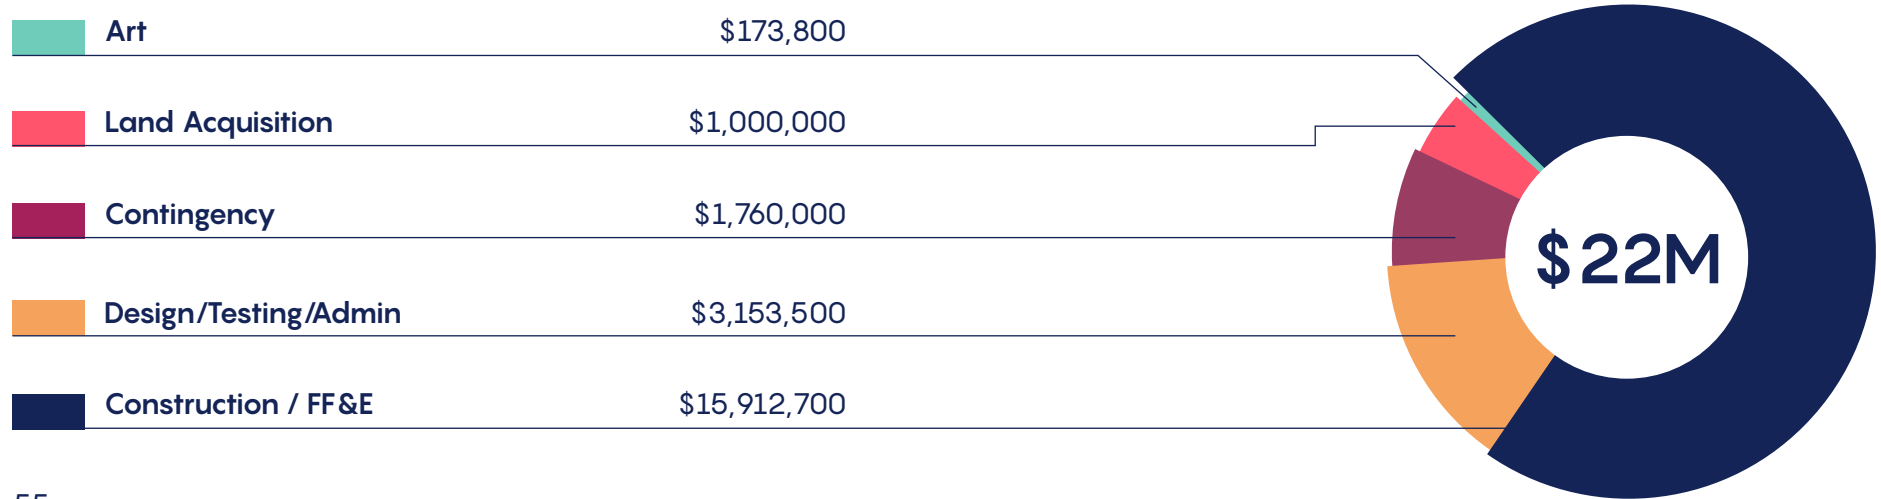 Art $173,800
Land Acquisition $1,000,000
Contingency $1,760,000
Design/Testing/Admin $3,153,500
Construction / FF&E $15,912,700
$22M